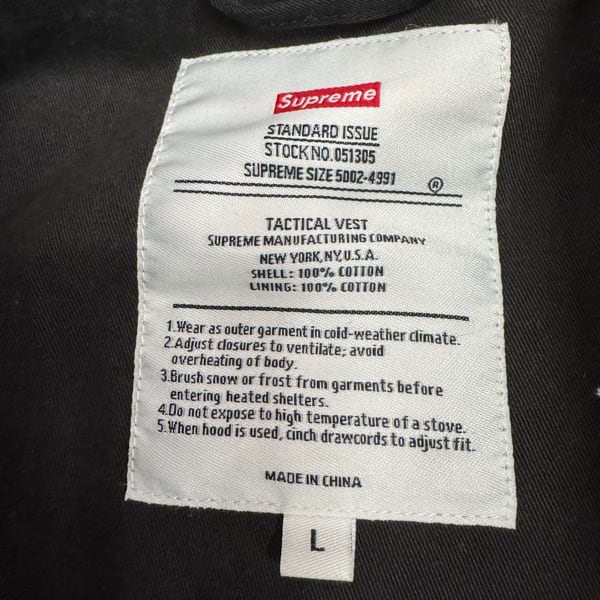 Supreme
STANDARD ISSUE
STOCK NO. 051305
SUPREME SIZE 5002-4991
®
TACTICAL VEST
SUPREME MANUFACTURING COMPANY
NEW YORK, NY, U.S.A.
SHELL: 100% COTTON
LINING: 100% COTTON
1.Wear as outer garment in cold-weather climate.
2.Adjust closures to ventilate; avoid
overheating of body.
3.Brush snow or frost from garments before
entering heated shelters.
4.Do not expose to high temperature of a stove.
5.When hood is used, cinch drawcords to adjust fit.
MADE IN CHINA
L